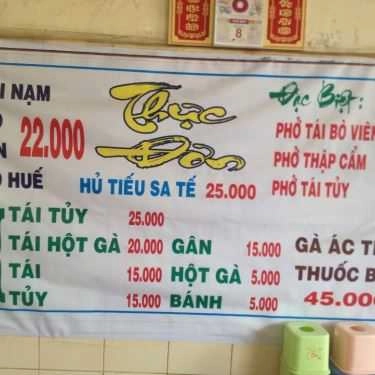 8
I NẠM
22.000
HUẾ
Thực Đơn
Đặc Biệt:
PHỞ TÁI BÒ VIÊN
PHỞ THẬP CẨM
PHỞ TÁI TỦY
HỦ TIẾU SA TẾ 25.000
TÁI TỦY 25.000
TÁI HỘT GÀ 20.000
TÁI 15.000
TỦY 15.000
GÂN 15.000
HỘT GÀ 5.000
BÁNH 5.000
GÀ ÁC T
THUỐC B
45.000